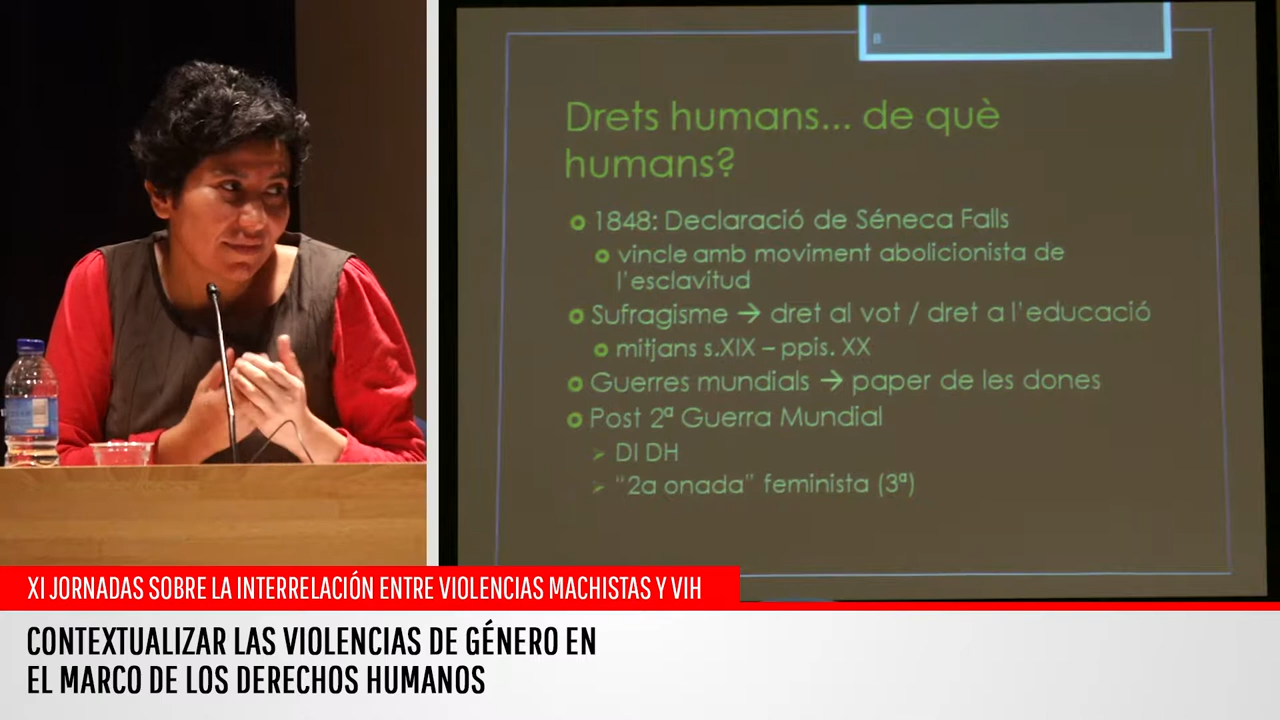 8
Drets humans... de què
humans?
1848: Declaració de Séneca Falls
vincle amb moviment abolicionista de
l'esclavitud
Sufragisme → dret al vot / dret a l'educació
mitjans s.XIX – ppis. XX
Guerres mundials → paper de les dones
Post 2ª Guerra Mundial
DI DH
"2a onada" feminista (3ª)
XI JORNADAS SOBRE LA INTERRELACIÓN ENTRE VIOLENCIAS MACHISTAS Y VIH
CONTEXTUALIZAR LAS VIOLENCIAS DE GÉNERO EN
EL MARCO DE LOS DERECHOS HUMANOS